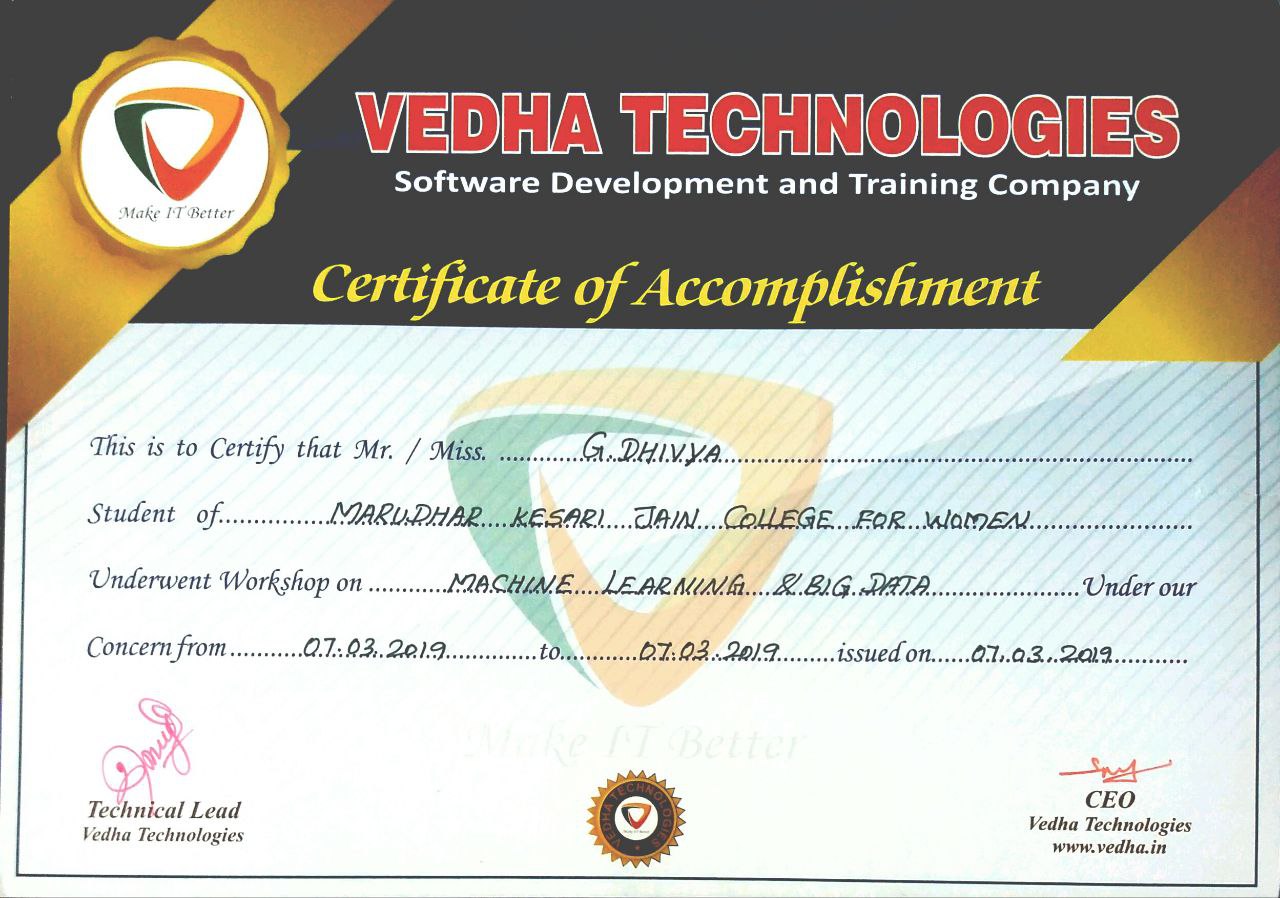 VEDHA TECHNOLOGIES
Software Development and Training Company
Make IT Better
Certificate of Accomplishment
This is to Certify that Mr. / Miss. ............G. DHIVYA..............................................................................
Student of................MARUDHAR KESARI JAIN COLLEGE FOR WOMEN.........................
Underwent Workshop on ............MACHINE LEARNING & BIG DATA......................Under our
Concern from..........07.03.2019.............to..........07.03.2019........issued on......07.03.2019...........
Make IT Better
Technical Lead
Vedha Technologies
VEDHA TECHNOLOGIES
CEO
Vedha Technologies
www.vedha.in